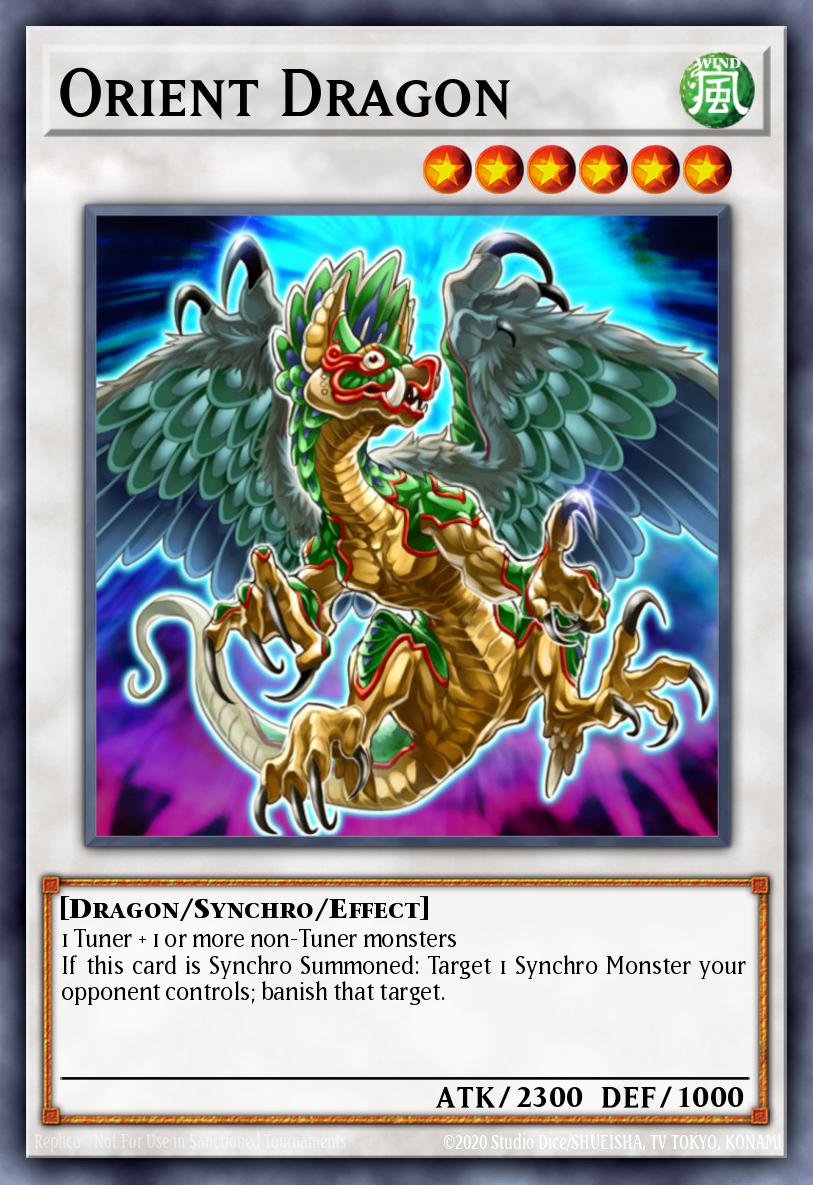 Orient Dragon
WIND
風
[Dragon/Synchro/Effect]
1 Tuner + 1 or more non-Tuner monsters
If this card is Synchro Summoned: Target 1 Synchro Monster your
opponent controls; banish that target.
ATK/2300 DEF/1000
Replica - Not For Use in Sanctioned Tournaments
©2020 Studio Dice/SHUEISHA, TV TOKYO, KONAMI